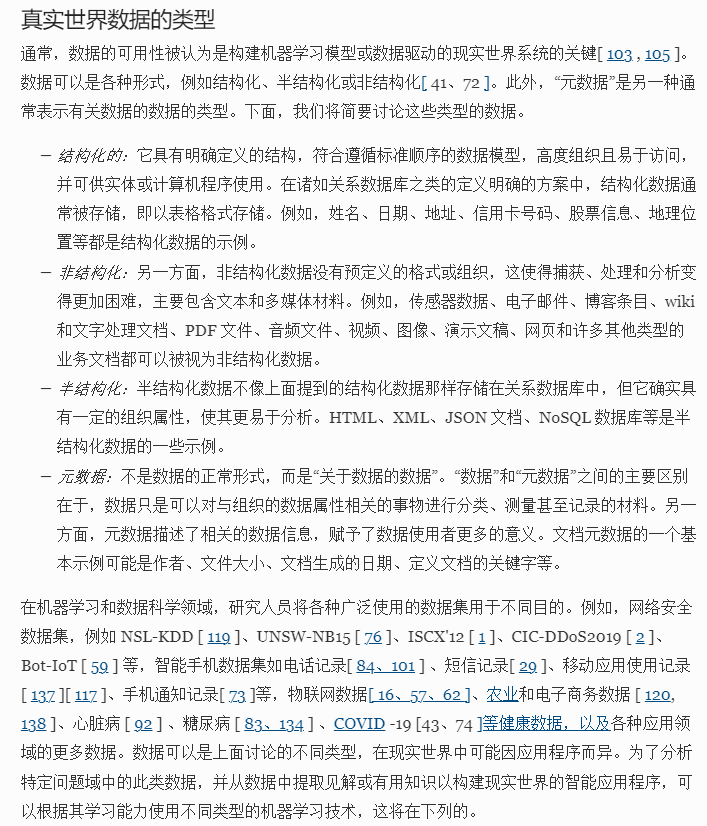 真实世界数据的类型
通常，数据的可用性被认为是构建机器学习模型或数据驱动的现实世界系统的关键[ 103 , 105 ]。
数据可以是各种形式，例如结构化、半结构化或非结构化[ 41、72 ]。此外，“元数据”是另一种通
常表示有关数据的数据的类型。下面，我们将简要讨论这些类型的数据。
– 结构化的：它具有明确定义的结构，符合遵循标准顺序的数据模型，高度组织且易于访问，
并可供实体或计算机程序使用。在诸如关系数据库之类的定义明确的方案中，结构化数据通
常被存储，即以表格格式存储。例如，姓名、日期、地址、信用卡号码、股票信息、地理位
置等都是结构化数据的示例。
– 非结构化：另一方面，非结构化数据没有预定义的格式或组织，这使得捕获、处理和分析变
得更加困难，主要包含文本和多媒体材料。例如，传感器数据、电子邮件、博客条目、wiki
和文字处理文档、PDF 文件、音频文件、视频、图像、演示文稿、网页和许多其他类型的
业务文档都可以被视为非结构化数据。
– 半结构化：半结构化数据不像上面提到的结构化数据那样存储在关系数据库中，但它确实具
有一定的组织属性，使其更易于分析。HTML、XML、JSON 文档、NoSQL 数据库等是半
结构化数据的一些示例。
– 元数据：不是数据的正常形式，而是“关于数据的数据”。“数据”和“元数据”之间的主要区别
在于，数据只是可以对与组织的数据属性相关的事物进行分类、测量甚至记录的材料。另一
方面，元数据描述了相关的数据信息，赋予了数据使用者更多的意义。文档元数据的一个基
本示例可能是作者、文件大小、文档生成的日期、定义文档的关键字等。
在机器学习和数据科学领域，研究人员将各种广泛使用的数据集用于不同目的。例如，网络安全
数据集，例如 NSL-KDD [ 119 ]、UNSW-NB15 [ 76 ]、ISCX'12 [ 1 ]、CIC-DDoS2019 [ 2 ]、
Bot-IoT [ 59 ] 等，智能手机数据集如电话记录[ 84、101 ] 、短信记录[ 29 ]、移动应用使用记录
[ 137 ][ 117 ]、手机通知记录[ 73 ]等，物联网数据[ 16、57、62 ]、农业和电子商务数据 [ 120,
138 ]、心脏病 [ 92 ] 、糖尿病 [ 83、134 ] 、COVID -19 [43、74 ]等健康数据，以及各种应用领
域的更多数据。数据可以是上面讨论的不同类型，在现实世界中可能因应用程序而异。为了分析
特定问题域中的此类数据，并从数据中提取见解或有用知识以构建现实世界的智能应用程序，可
以根据其学习能力使用不同类型的机器学习技术，这将在下列的。